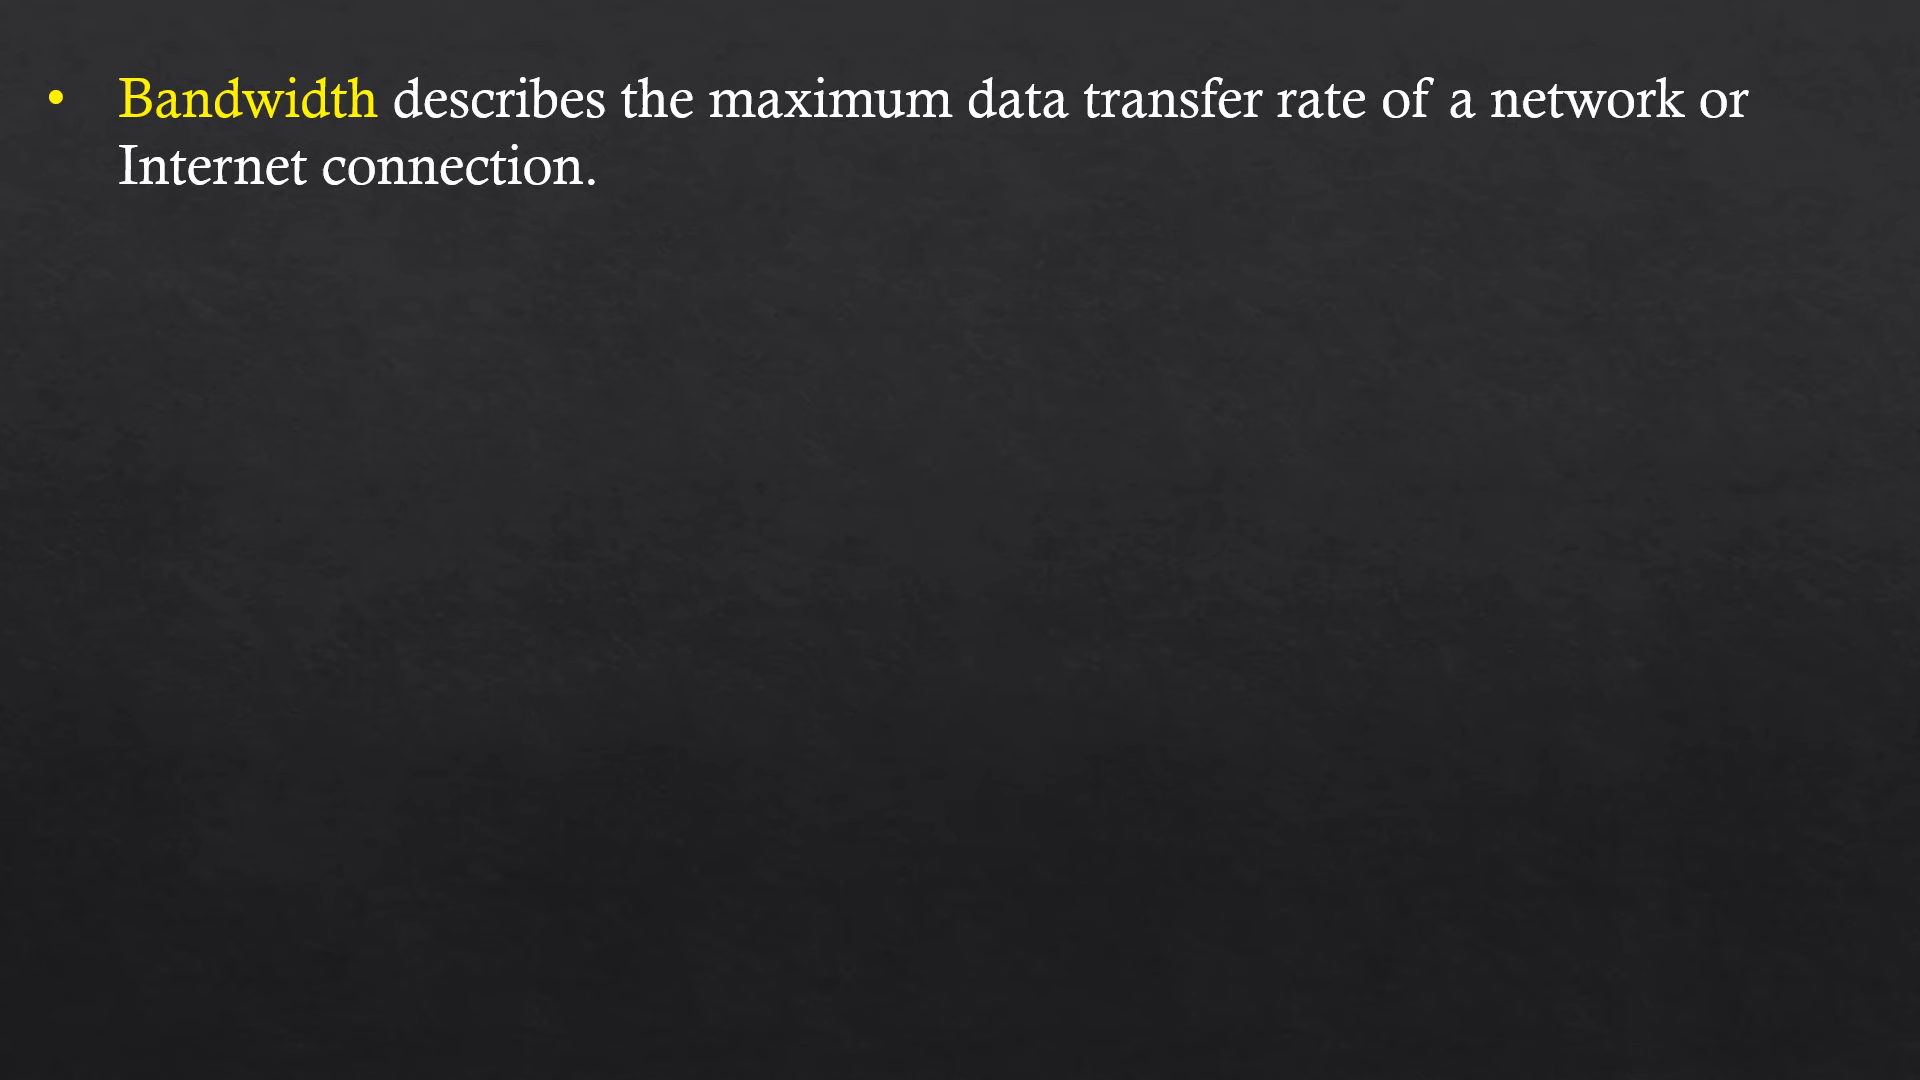 • Bandwidth describes the maximum data transfer rate of a network or
Internet connection.